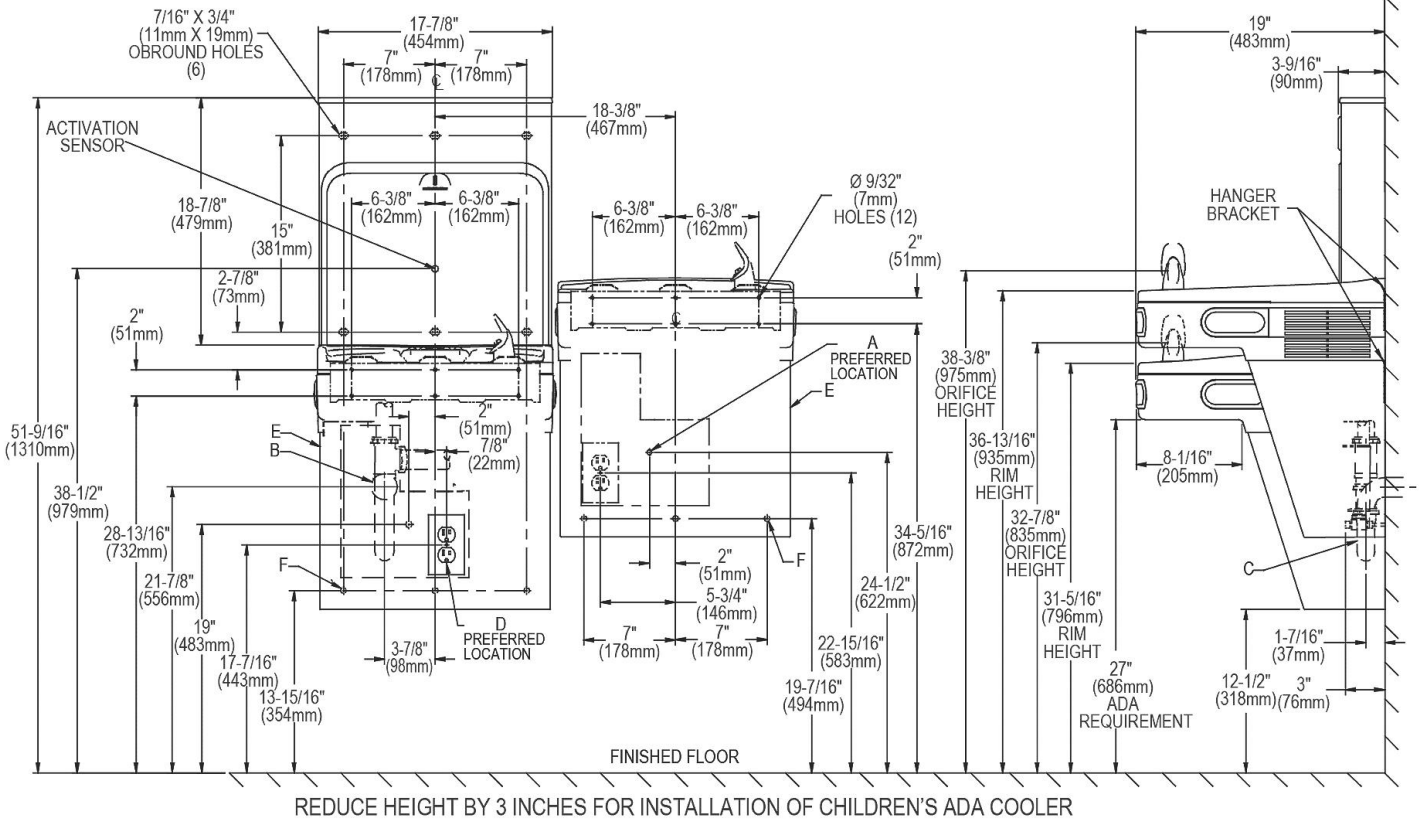 7/16" X 3/4"
(11mm X 19mm)
OBROUND HOLES
(6)
17-7/8"
(454mm)
7"
(178mm)
7"
(178mm)
℄
19"
(483mm)
3-9/16"
(90mm)
ACTIVATION
SENSOR
18-3/8"
(467mm)
18-7/8"
(479mm)
15"
(381mm)
6-3/8"
(162mm)
6-3/8"
(162mm)
6-3/8"
(162mm)
6-3/8"
(162mm)
Ø 9/32"
(7mm)
HOLES (12)
2"
(51mm)
HANGER
BRACKET
2-7/8"
(73mm)
2"
(51mm)
℄
A
PREFERRED
LOCATION
E
38-3/8"
(975mm)
ORIFICE
HEIGHT
51-9/16"
(1310mm)
E
B
2"
(51mm)
7/8"
(22mm)
36-13/16"
(935mm)
RIM
HEIGHT
8-1/16"
(205mm)
38-1/2"
(979mm)
28-13/16"
(732mm)
34-5/16"
(872mm)
32-7/8"
(835mm)
ORIFICE
HEIGHT
21-7/8"
(556mm)
F
F
C
2"
(51mm)
24-1/2"
(622mm)
5-3/4"
(146mm)
31-5/16"
(796mm)
RIM
HEIGHT
19"
(483mm)
D
PREFERRED
LOCATION
7"
(178mm)
7"
(178mm)
22-15/16"
(583mm)
1-7/16"
(37mm)
17-7/16"
(443mm)
3-7/8"
(98mm)
13-15/16"
(354mm)
19-7/16"
(494mm)
27"
(686mm)
ADA
REQUIREMENT
12-1/2"
(318mm)
3"
(76mm)
FINISHED FLOOR
REDUCE HEIGHT BY 3 INCHES FOR INSTALLATION OF CHILDREN'S ADA COOLER